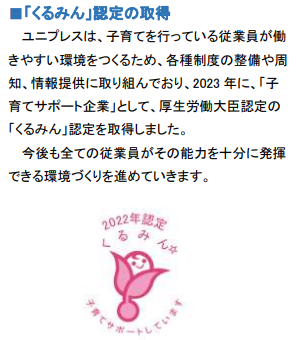 ■「くるみん」認定の取得
ユニプレスは、子育てを行っている従業員が働
きやすい環境をつくるため、各種制度の整備や周
知、情報提供に取り組んでおり、2023 年に、「子
育てサポート企業」として、厚生労働大臣認定の
「くるみん」認定を取得しました。
今後も全ての従業員がその能力を十分に発揮
できる環境づくりを進めていきます。
2022年認定
くるみん☆
子育てサポートしています